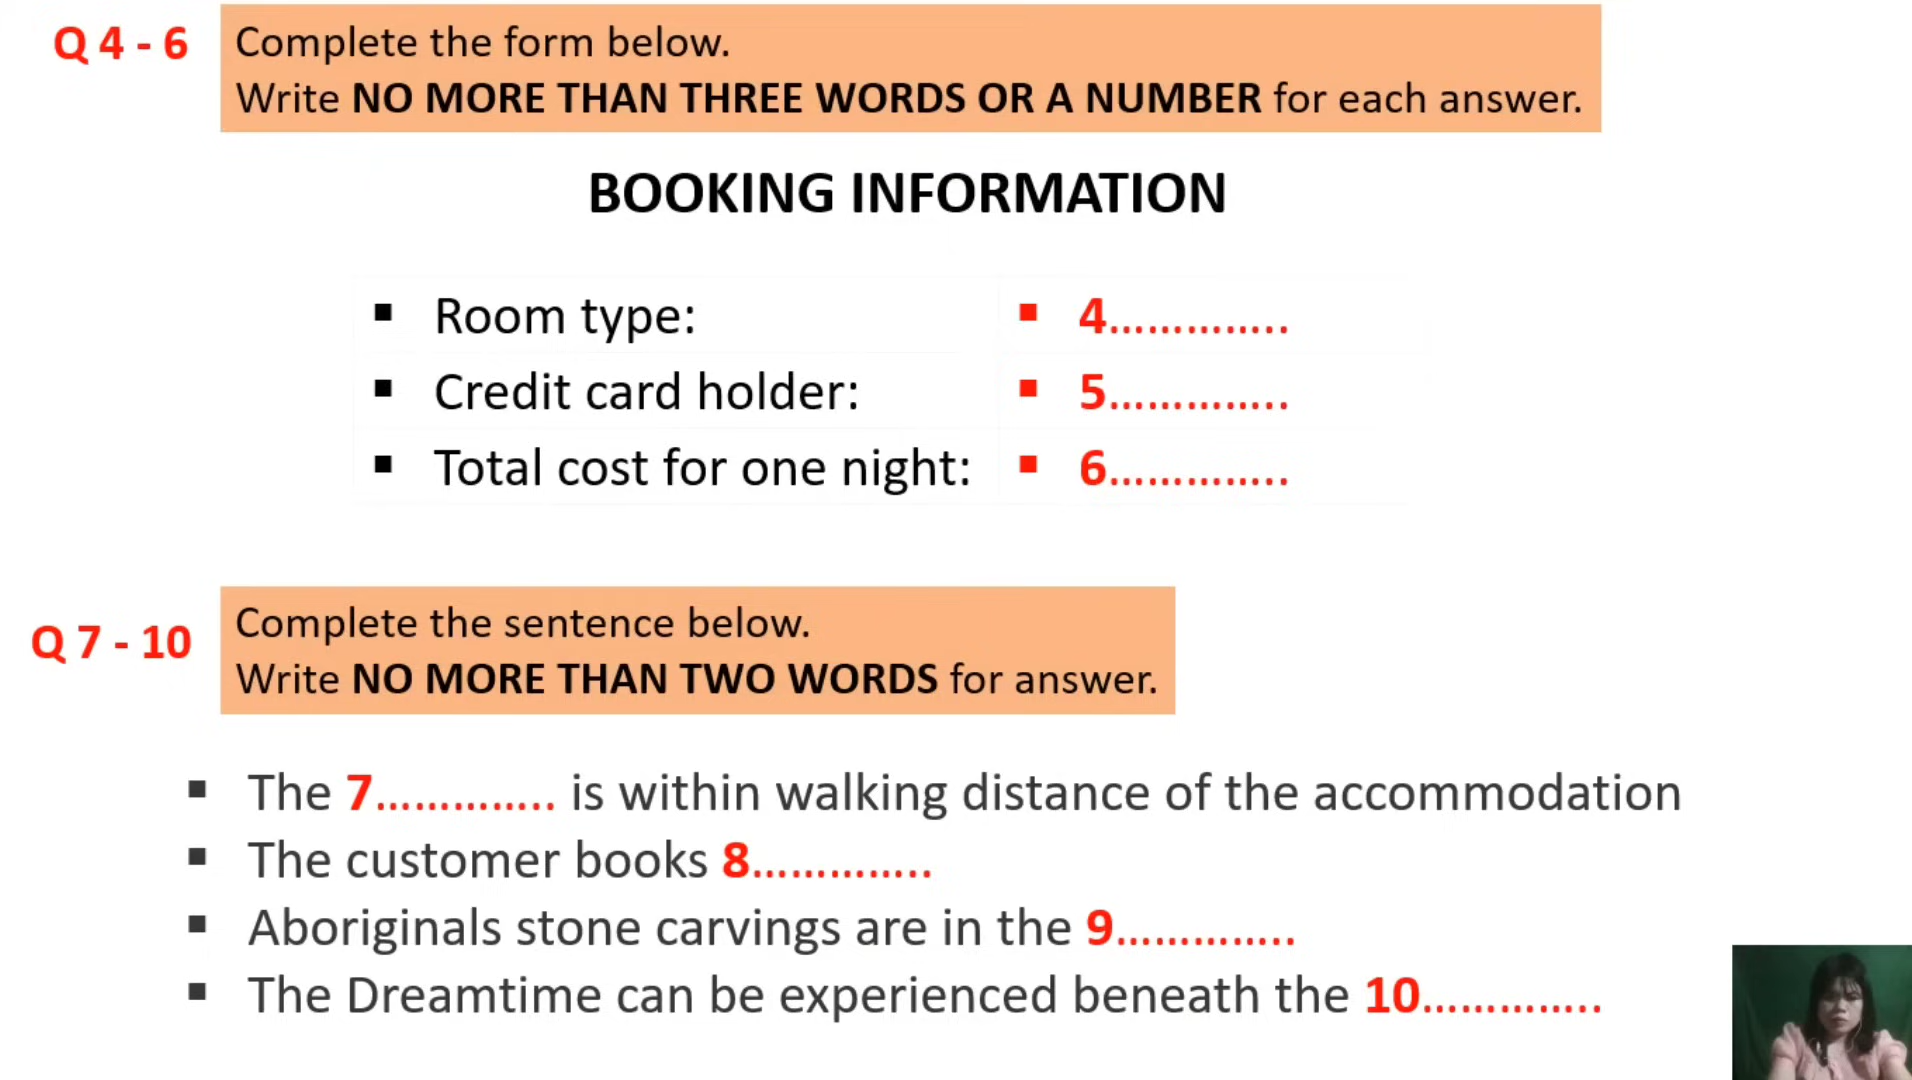 Q 4 - 6
Complete the form below.
Write NO MORE THAN THREE WORDS OR A NUMBER for each answer.
BOOKING INFORMATION
▪ Room type: ▪ 4…………..
▪ Credit card holder: ▪ 5…………..
▪ Total cost for one night: ▪ 6…………..
Q 7 - 10
Complete the sentence below.
Write NO MORE THAN TWO WORDS for answer.
▪ The 7………….. is within walking distance of the accommodation
▪ The customer books 8…………..
▪ Aboriginals stone carvings are in the 9…………..
▪ The Dreamtime can be experienced beneath the 10…………..